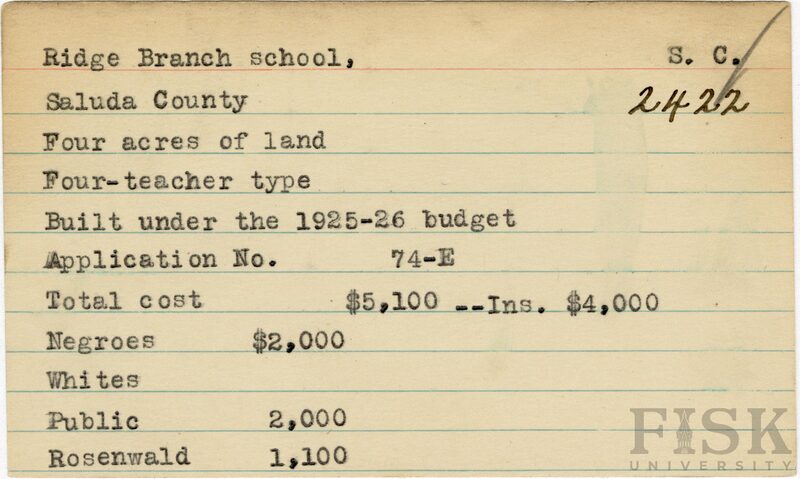 Ridge Branch school, S. C.
Saluda County 2422
Four acres of land
Four-teacher type
Built under the 1925-26 budget
Application No. 74-E
Total cost $5,100 --Ins. $4,000
Negroes $2,000
Whites
Public 2,000
Rosenwald 1,100
FISK
UNIVERSITY